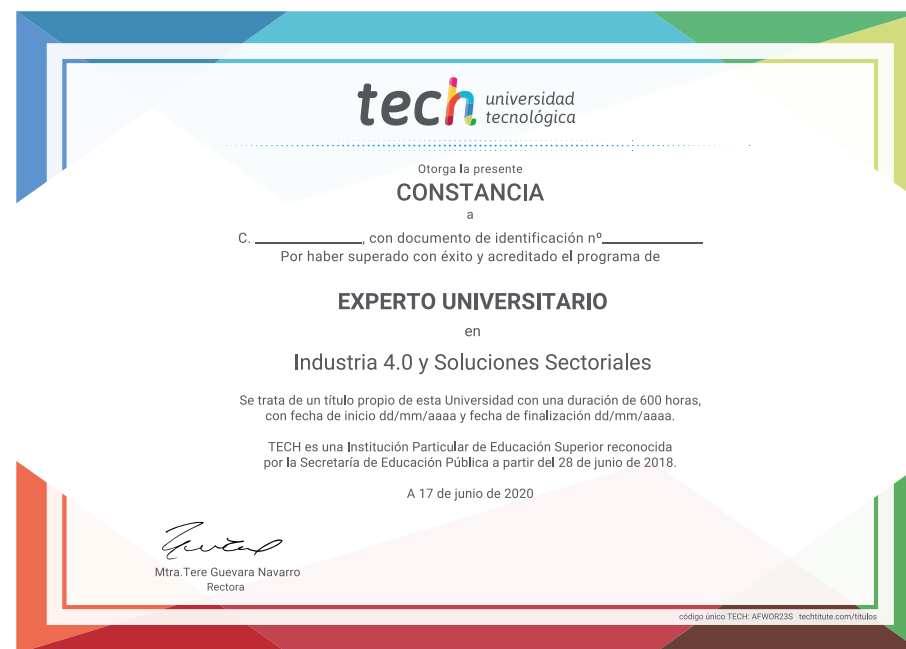 tech universidad
tecnológica
Otorga la presente
CONSTANCIA
a
C. ____________, con documento de identificación nº____________
Por haber superado con éxito y acreditado el programa de
EXPERTO UNIVERSITARIO
en
Industria 4.0 y Soluciones Sectoriales
Se trata de un título propio de esta Universidad con una duración de 600 horas,
con fecha de inicio dd/mm/aaaa y fecha de finalización dd/mm/aaaa.
TECH es una Institución Particular de Educación Superior reconocida
por la Secretaría de Educación Pública a partir del 28 de junio de 2018.
A 17 de junio de 2020
Mtra.Tere Guevara Navarro
Rectora
código único TECH: AFWOR23S techtitute.com/titulos